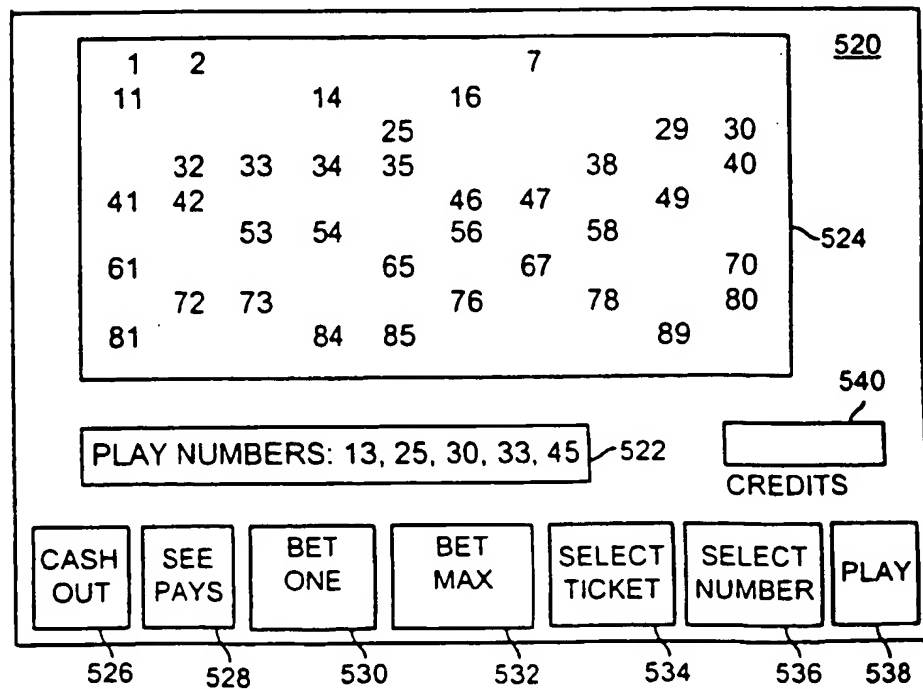 520
1 2 7
11 14 16
25 29 30
32 33 34 35 38 40
41 42 46 47 49
53 54 56 58
524
61 65 67 70
72 73 76 78 80
81 84 85 89
540
PLAY NUMBERS: 13, 25, 30, 33, 45
522
CREDITS
CASH OUT
SEE PAYS
BET ONE
BET MAX
SELECT TICKET
SELECT NUMBER
PLAY
526 528 530 532 534 536 538